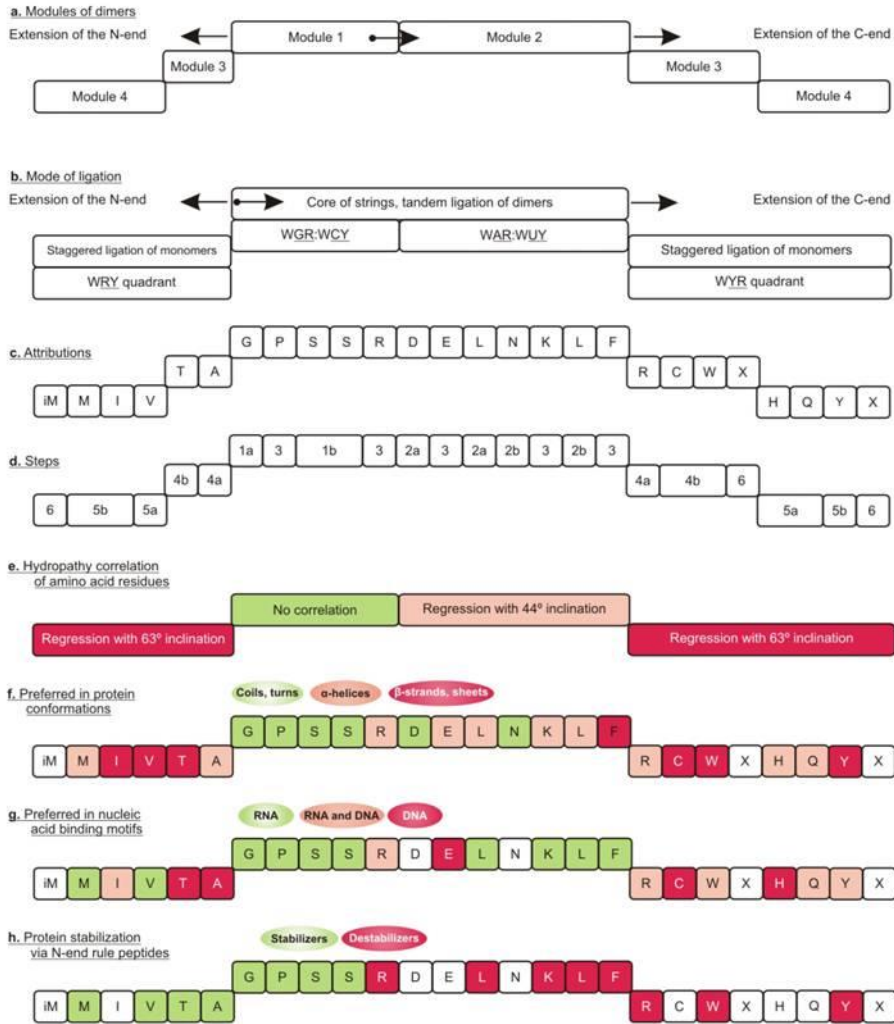 a. Modules of dimers
Extension of the N-end
Module 1
Module 2
Extension of the C-end
Module 3
Module 3
Module 4
Module 4
b. Mode of ligation
Extension of the N-end
Core of strings, tandem ligation of dimers
Extension of the C-end
WGR:WCY
WAR:WUY
Staggered ligation of monomers
Staggered ligation of monomers
WRY quadrant
WYR quadrant
c. Attributions
G P S S R D E L N K L F
T A
R C W X
iM M I V
H Q Y X
d. Steps
1a 3 1b 3 2a 3 2a 2b 3 2b 3
4b 4a
4a 4b 6
6 5b 5a
5a 5b 6
e. Hydropathy correlation
of amino acid residues
No correlation
Regression with 44º inclination
Regression with 63º inclination
Regression with 63º inclination
f. Preferred in protein
conformations
Coils, turns
α-helices
β-strands, sheets
G P S S R D E L N K L F
iM M I V T A
R C W X H Q Y X
g. Preferred in nucleic
acid binding motifs
RNA
RNA and DNA
DNA
G P S S R D E L N K L F
iM M I V T A
R C W X H Q Y X
h. Protein stabilization
via N-end rule peptides
Stabilizers
Destabilizers
G P S S R D E L N K L F
iM M I V T A
R C W X H Q Y X